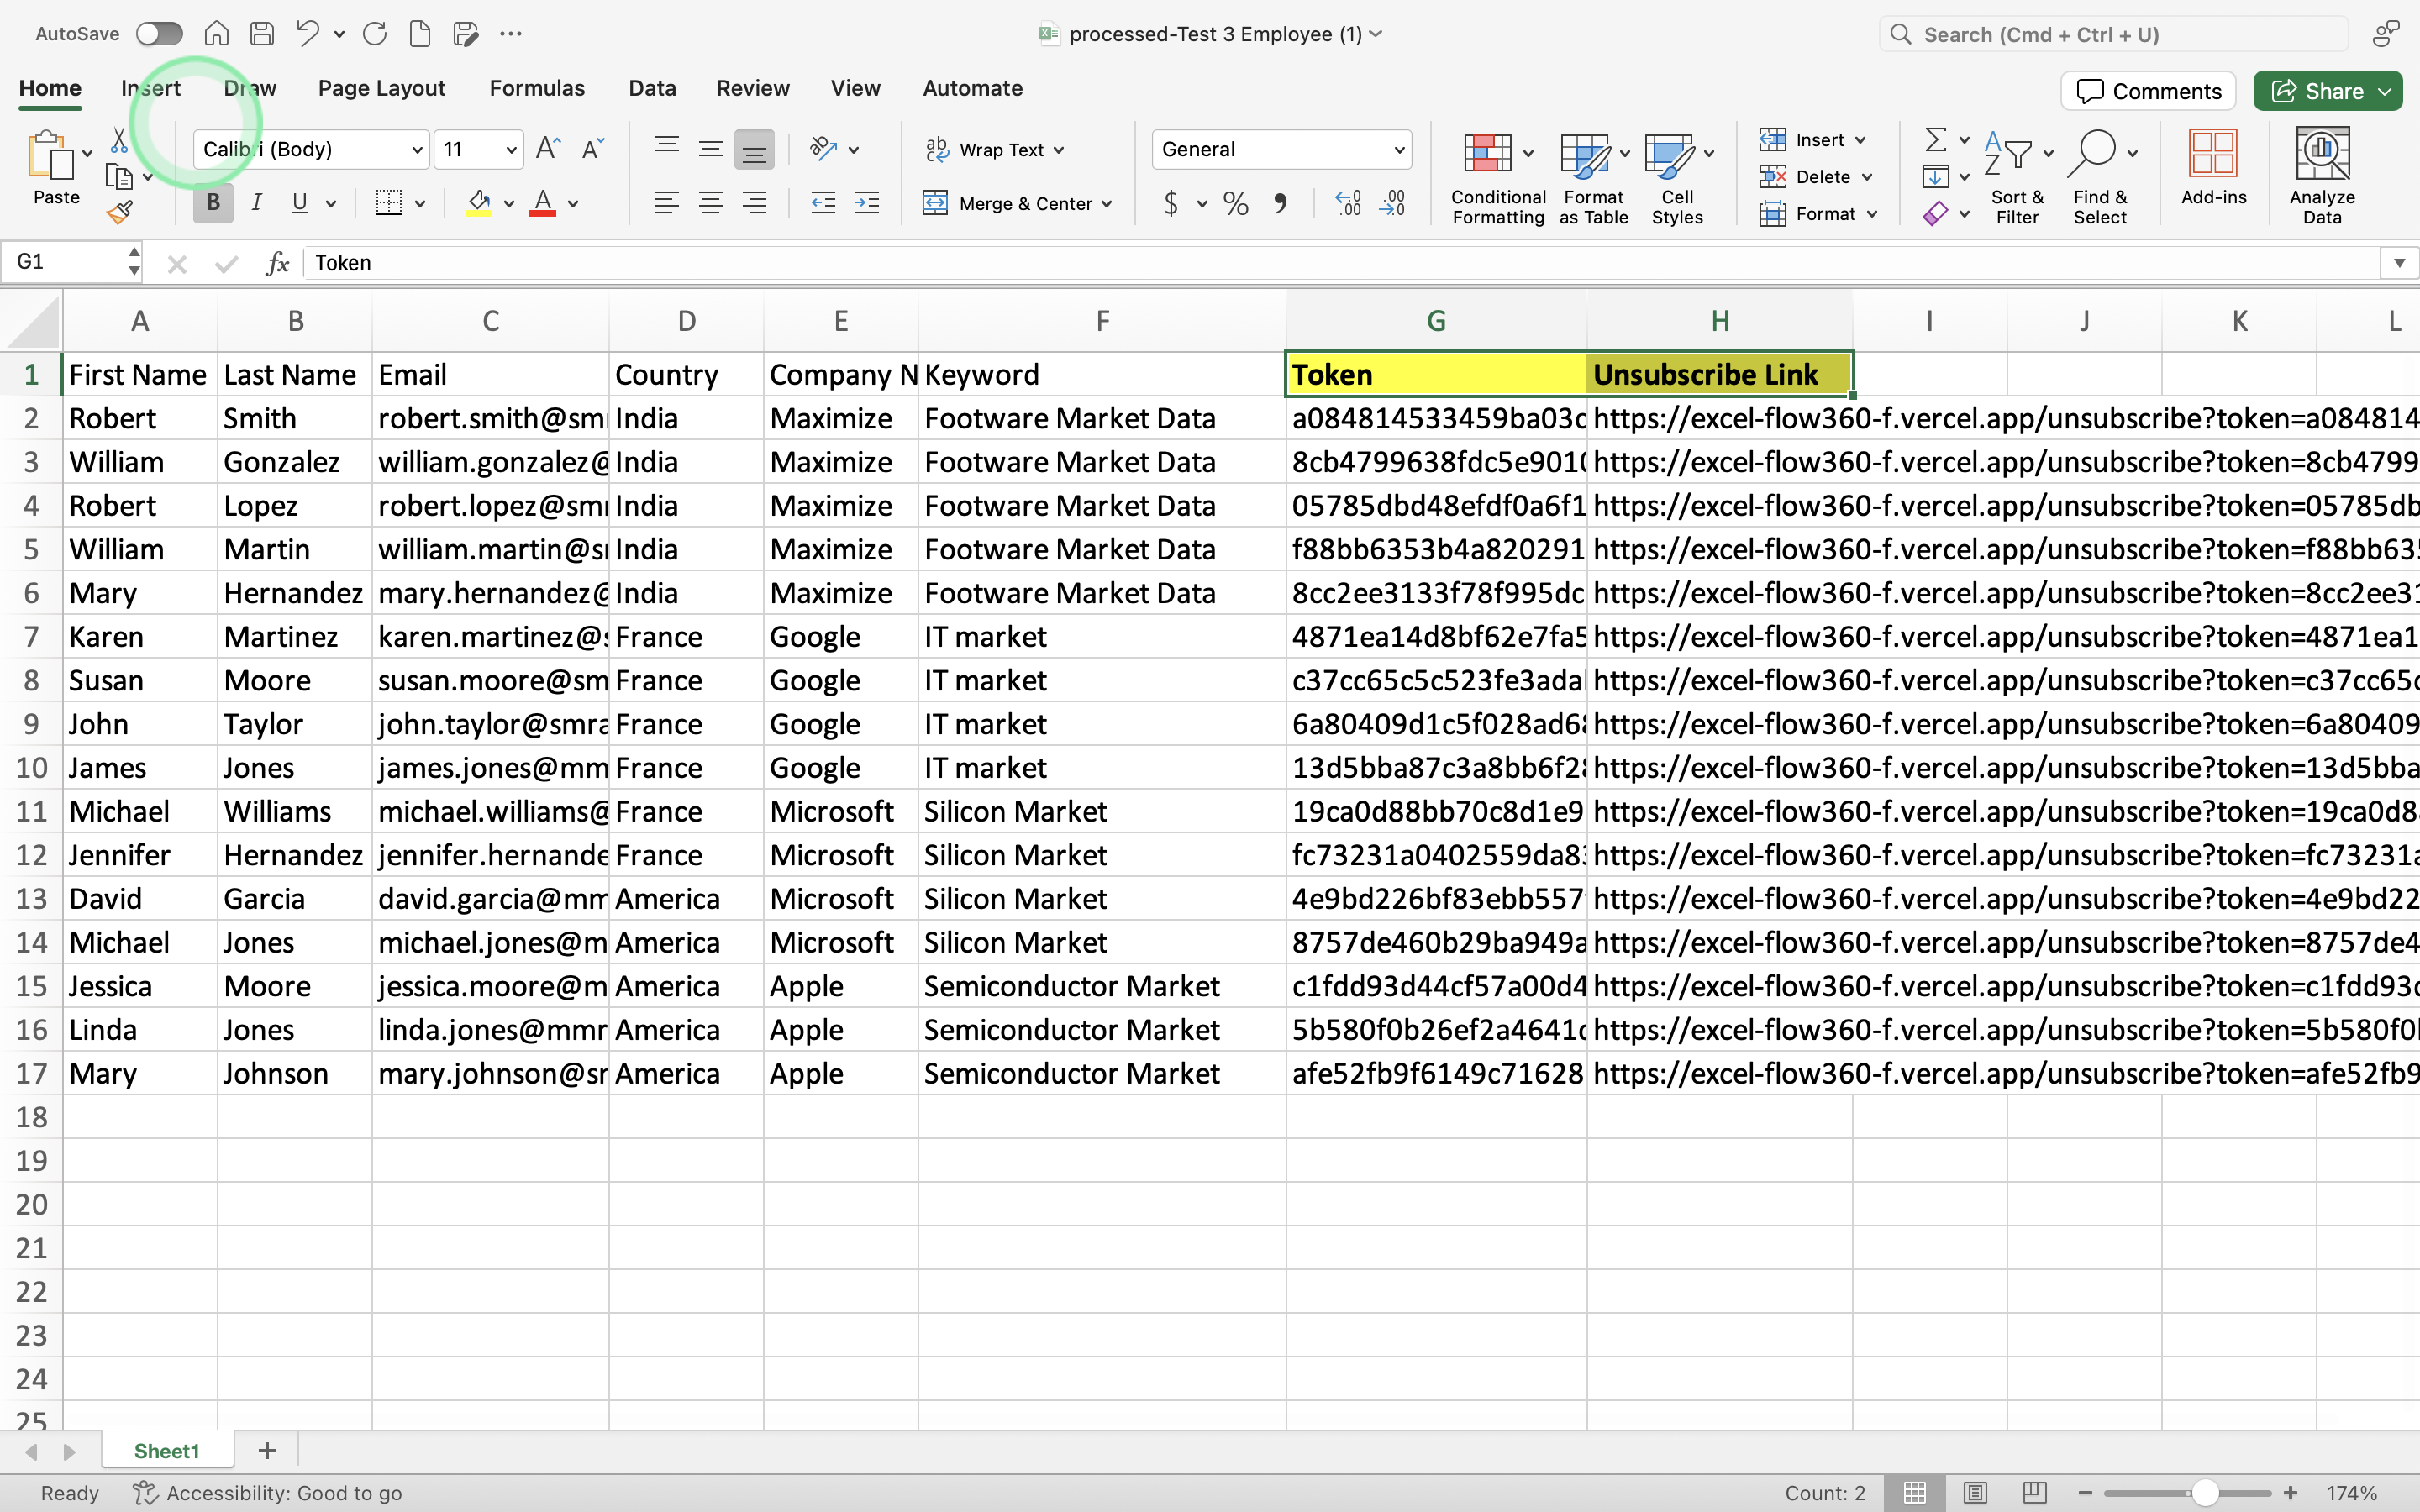 AutoSave
processed-Test 3 Employee (1)
Search (Cmd + Ctrl + U)
Home Insert Draw Page Layout Formulas Data Review View Automate
Comments Share
Paste
Calibri (Body) 11
B I U A
Wrap Text
Merge & Center
General
$ % 9
Conditional Formatting
Format as Table
Cell Styles
Insert
Delete
Format
Sort & Filter
Find & Select
Add-ins
Analyze Data
G1 fx Token
A B C D E F G H I J K L
1 First Name Last Name Email Country Company N Keyword Token Unsubscribe Link
2 Robert Smith robert.smith@smr India Maximize Footware Market Data a084814533459ba03c https://excel-flow360-f.vercel.app/unsubscribe?token=a084814
3 William Gonzalez william.gonzalez@ India Maximize Footware Market Data 8cb4799638fdc5e9010 https://excel-flow360-f.vercel.app/unsubscribe?token=8cb4799
4 Robert Lopez robert.lopez@smr India Maximize Footware Market Data 05785dbd48efdf0a6f1 https://excel-flow360-f.vercel.app/unsubscribe?token=05785db
5 William Martin william.martin@s India Maximize Footware Market Data f88bb6353b4a820291 https://excel-flow360-f.vercel.app/unsubscribe?token=f88bb635
6 Mary Hernandez mary.hernandez@ India Maximize Footware Market Data 8cc2ee3133f78f995dc https://excel-flow360-f.vercel.app/unsubscribe?token=8cc2ee31
7 Karen Martinez karen.martinez@s France Google IT market 4871ea14d8bf62e7fa5 https://excel-flow360-f.vercel.app/unsubscribe?token=4871ea1
8 Susan Moore susan.moore@sm France Google IT market c37cc65c5c523fe3ada https://excel-flow360-f.vercel.app/unsubscribe?token=c37cc65c
9 John Taylor john.taylor@smra France Google IT market 6a80409d1c5f028ad68 https://excel-flow360-f.vercel.app/unsubscribe?token=6a80409
10 James Jones james.jones@mm France Google IT market 13d5bba87c3a8bb6f28 https://excel-flow360-f.vercel.app/unsubscribe?token=13d5bba
11 Michael Williams michael.williams@ France Microsoft Silicon Market 19ca0d88bb70c8d1e9 https://excel-flow360-f.vercel.app/unsubscribe?token=19ca0d8
12 Jennifer Hernandez jennifer.hernande France Microsoft Silicon Market fc73231a0402559da83 https://excel-flow360-f.vercel.app/unsubscribe?token=fc73231a
13 David Garcia david.garcia@mm America Microsoft Silicon Market 4e9bd226bf83ebb557 https://excel-flow360-f.vercel.app/unsubscribe?token=4e9bd22
14 Michael Jones michael.jones@m America Microsoft Silicon Market 8757de460b29ba949a https://excel-flow360-f.vercel.app/unsubscribe?token=8757de4
15 Jessica Moore jessica.moore@m America Apple Semiconductor Market c1fdd93d44cf57a00d4 https://excel-flow360-f.vercel.app/unsubscribe?token=c1fdd93c
16 Linda Jones linda.jones@mmr America Apple Semiconductor Market 5b580f0b26ef2a4641c https://excel-flow360-f.vercel.app/unsubscribe?token=5b580f0
17 Mary Johnson mary.johnson@sr America Apple Semiconductor Market afe52fb9f6149c71628 https://excel-flow360-f.vercel.app/unsubscribe?token=afe52fb9
18
19
20
21
22
23
24
25
Sheet1 +
Ready Accessibility: Good to go Count: 2 174%